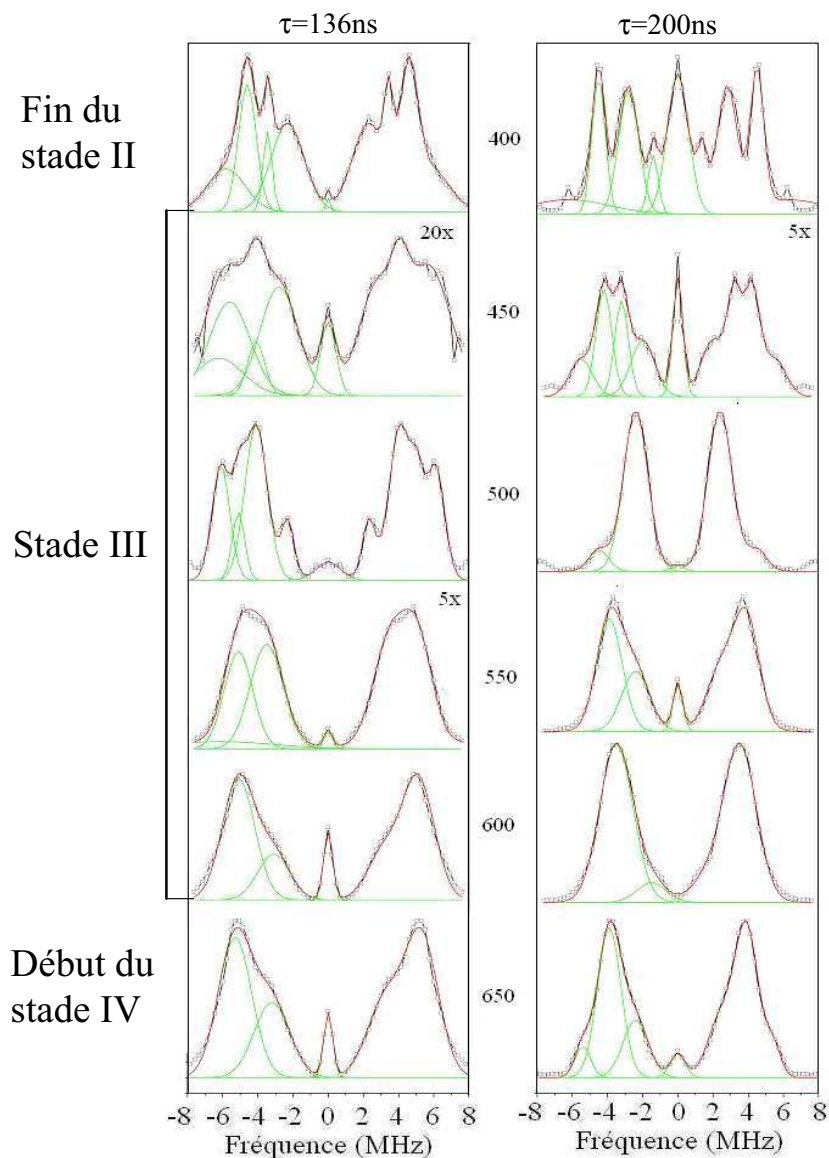 τ=136ns
τ=200ns
Fin du
stade II
400
20x
5x
450
Stade III
500
5x
550
600
Début du
stade IV
650
-8 -6 -4 -2 0 2 4 6 8
-8 -6 -4 -2 0 2 4 6 8
Fréquence (MHz)
Fréquence (MHz)